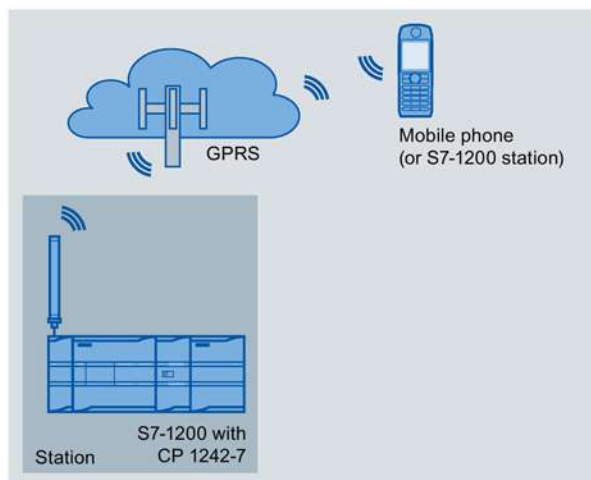 GPRS
Mobile phone
(or S7-1200 station)
S7-1200 with
CP 1242-7
Station